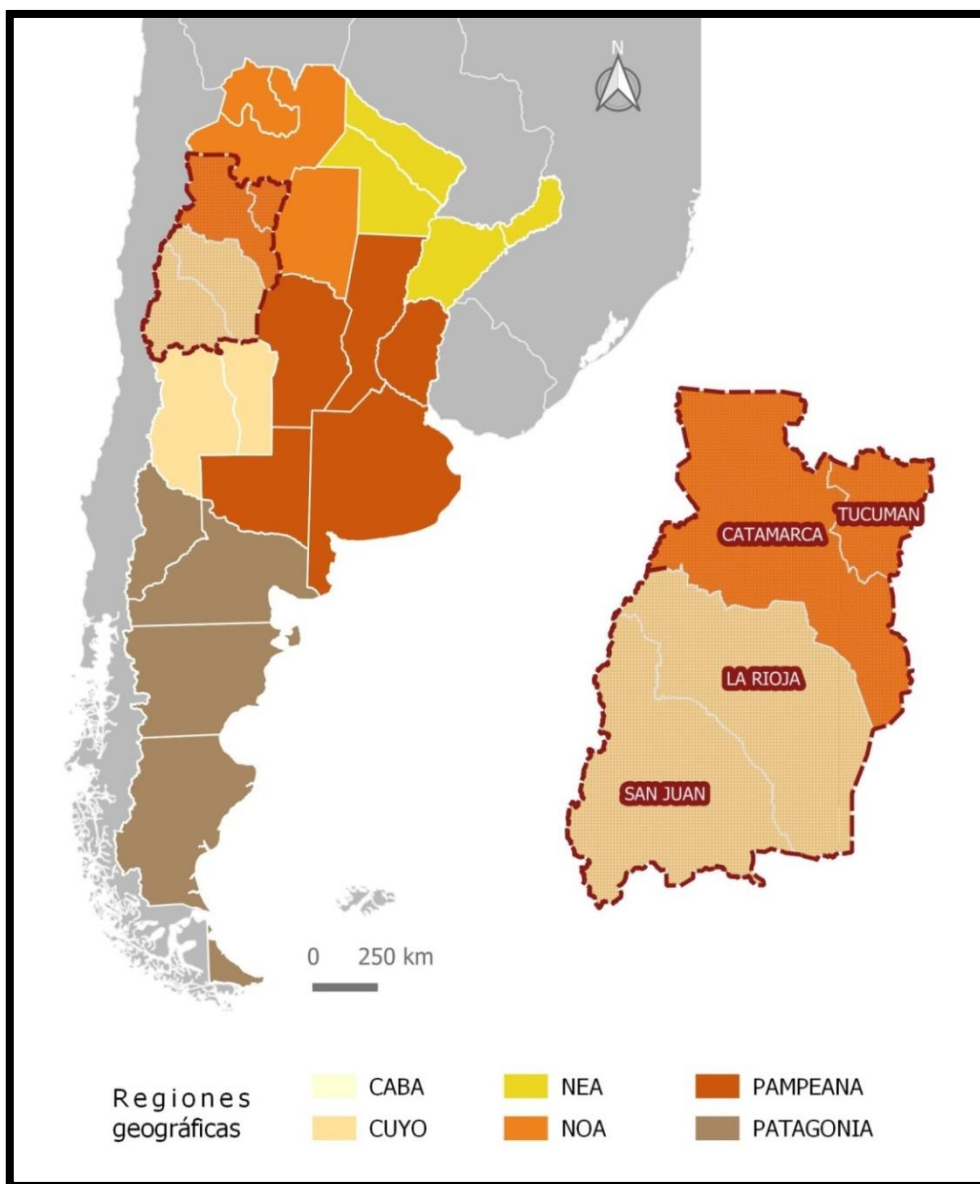 N
TUCUMAN
CATAMARCA
LA RIOJA
SAN JUAN
0 250 km
Regiones
geográficas
CABA
CUYO
NEA
NOA
PAMPEANA
PATAGONIA